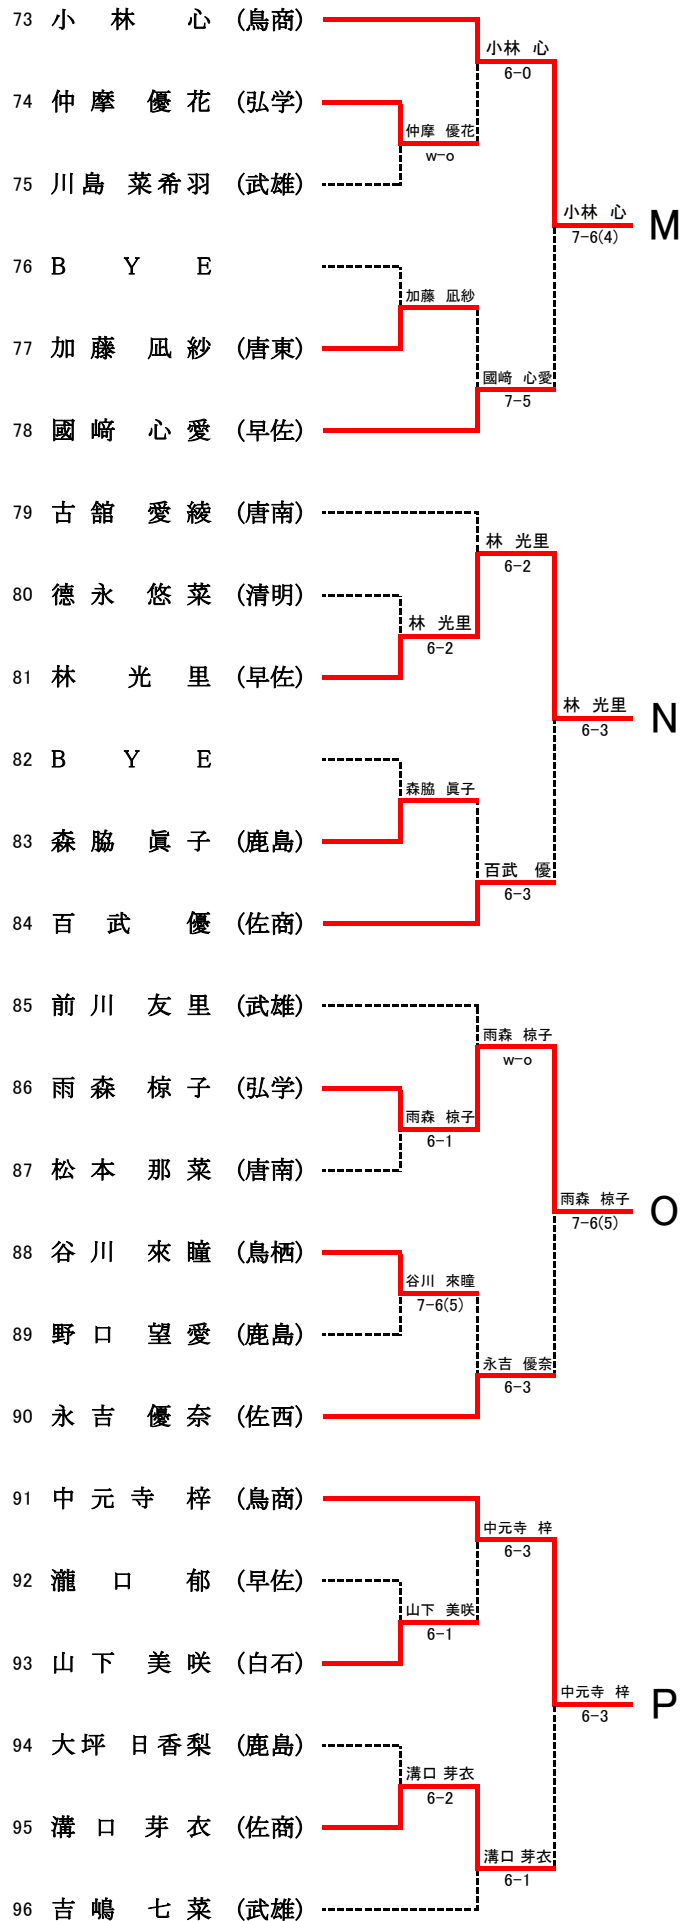 73 小林 心 (鳥商)
小林 心
6-0
74 仲摩 優花 (弘学)
仲摩 優花
w-o
75 川島 菜希羽 (武雄)
小林 心
7-6(4)
M
76 B Y E
加藤 凪紗
77 加藤 凪紗 (唐東)
國﨑 心愛
7-5
78 國﨑 心愛 (早佐)
79 古舘 愛綾 (唐南)
林 光里
6-2
80 德永 悠菜 (清明)
林 光里
6-2
81 林 光里 (早佐)
林 光里
6-3
N
82 B Y E
森脇 眞子
83 森脇 眞子 (鹿島)
百武 優
6-3
84 百武 優 (佐商)
85 前川 友里 (武雄)
雨森 椋子
w-o
86 雨森 椋子 (弘学)
雨森 椋子
6-1
87 松本 那菜 (唐南)
雨森 椋子
7-6(5)
O
88 谷川 來瞳 (鳥栖)
谷川 來瞳
7-6(5)
89 野口 望愛 (鹿島)
永吉 優奈
6-3
90 永吉 優奈 (佐西)
91 中元寺 梓 (鳥商)
中元寺 梓
6-3
92 瀧口 郁 (早佐)
山下 美咲
6-1
93 山下 美咲 (白石)
中元寺 梓
6-3
P
94 大坪 日香梨 (鹿島)
溝口 芽衣
6-2
95 溝口 芽衣 (佐商)
溝口 芽衣
6-1
96 吉嶋 七菜 (武雄)